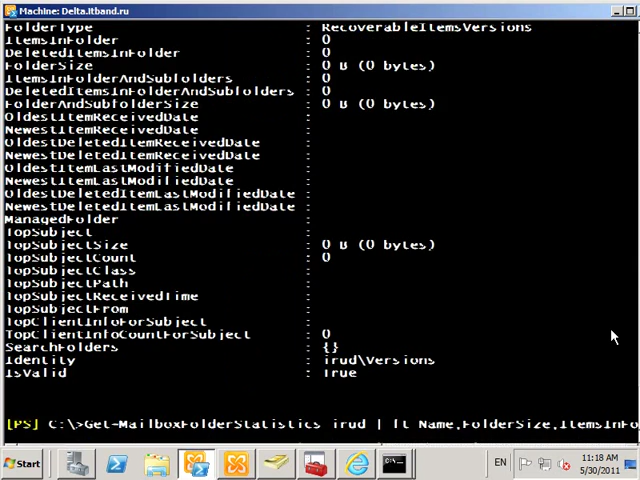 Machine: Delta.itband.ru
FolderType : RecoverableItemsVersions
ItemsInFolder : 0
DeletedItemsInFolder : 0
FolderSize : 0 B (0 bytes)
ItemsInFolderAndSubfolders : 0
DeletedItemsInFolderAndSubfolders : 0
FolderAndSubfolderSize : 0 B (0 bytes)
OldestItemReceivedDate :
NewestItemReceivedDate :
OldestDeletedItemReceivedDate :
NewestDeletedItemReceivedDate :
OldestItemLastModifiedDate :
NewestItemLastModifiedDate :
OldestDeletedItemLastModifiedDate :
NewestDeletedItemLastModifiedDate :
ManagedFolder :
TopSubject :
TopSubjectSize : 0 B (0 bytes)
TopSubjectCount : 0
TopSubjectClass :
TopSubjectPath :
TopSubjectReceivedTime :
TopSubjectFrom :
TopClientInfoForSubject :
TopClientInfoCountForSubject : 0
SearchFolders : {}
Identity : irud\Versions
IsValid : True
[PS] C:\>Get-MailboxFolderStatistics irud | ft Name,FolderSize,ItemsInFo
Start
EN
11:18 AM
5/30/2011